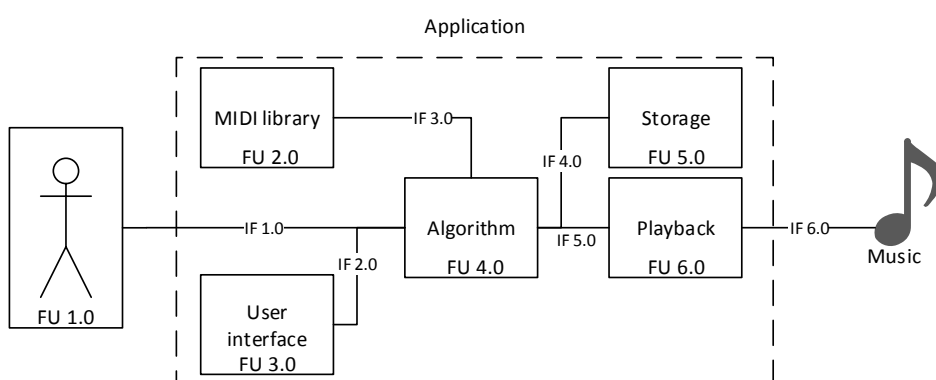 Application
MIDI library
FU 2.0
IF 3.0
Storage
FU 5.0
IF 4.0
FU 1.0
IF 1.0
Algorithm
FU 4.0
IF 5.0
Playback
FU 6.0
IF 6.0
Music
IF 2.0
User
interface
FU 3.0